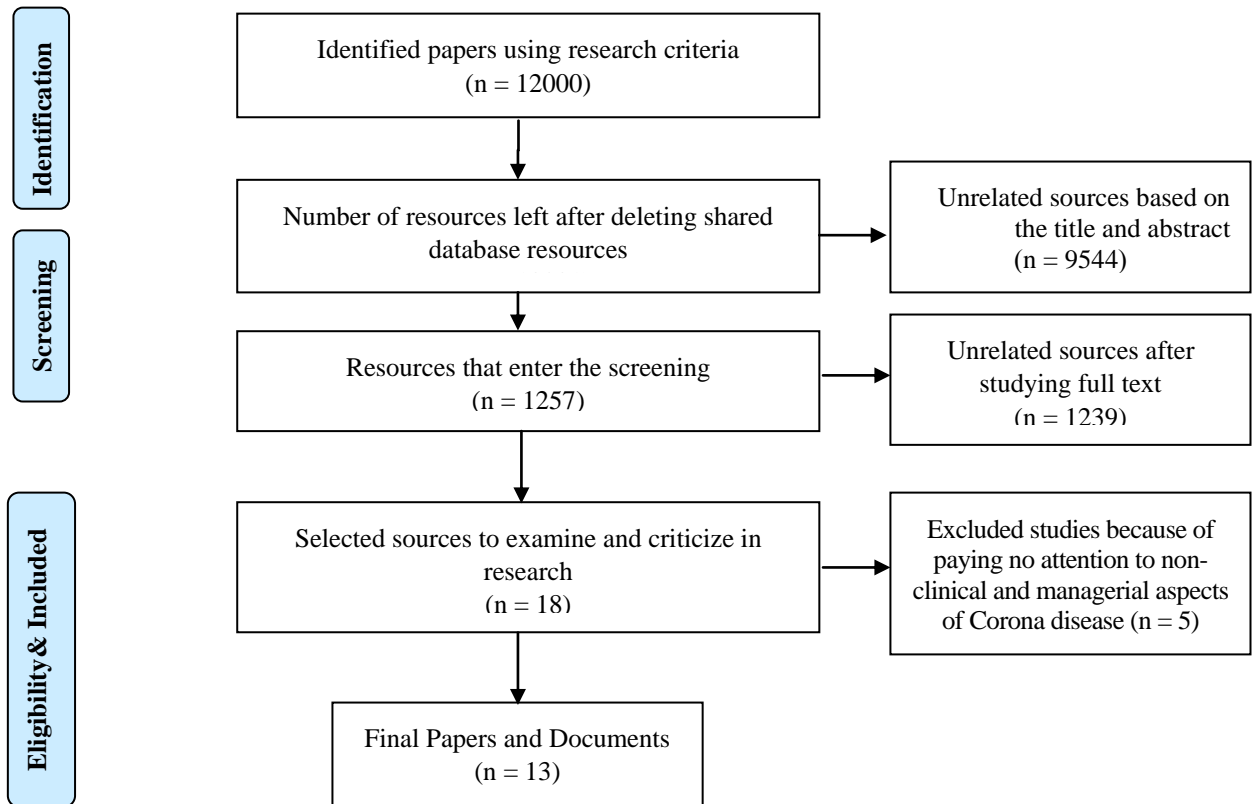 Identification
Identified papers using research criteria
(n = 12000)
Number of resources left after deleting shared
database resources
Unrelated sources based on
the title and abstract
(n = 9544)
Screening
Resources that enter the screening
(n = 1257)
Unrelated sources after
studying full text
(n = 1239)
Eligibility& Included
Selected sources to examine and criticize in
research
(n = 18)
Excluded studies because of
paying no attention to non-
clinical and managerial aspects
of Corona disease (n = 5)
Final Papers and Documents
(n = 13)